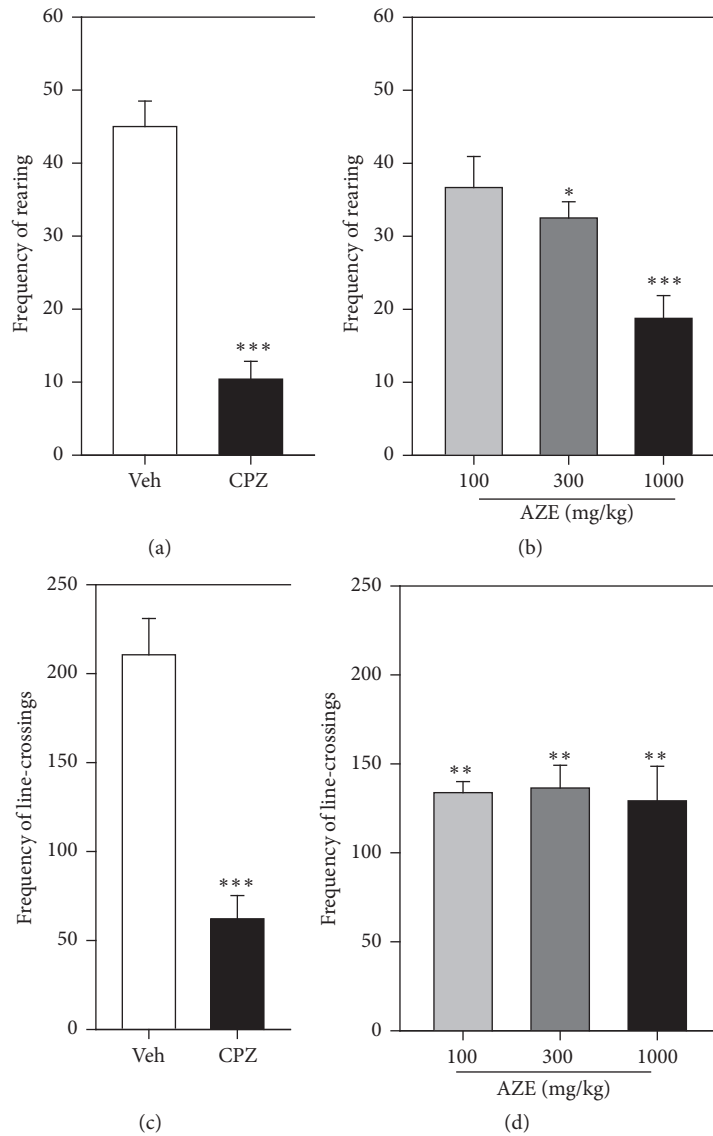 Frequency of rearing
60
50
40
30
20
10
0
***
Veh CPZ
(a)
Frequency of rearing
60
50
40
30
20
10
0
*
***
100 300 1000
AZE (mg/kg)
(b)
Frequency of line-crossings
250
200
150
100
50
0
***
Veh CPZ
(c)
Frequency of line-crossings
250
200
150
100
50
0
** ** **
100 300 1000
AZE (mg/kg)
(d)